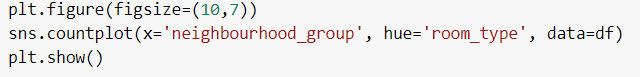 plt.figure(figsize=(10,7))
sns.countplot(x='neighbourhood_group', hue='room_type', data=df)
plt.show()